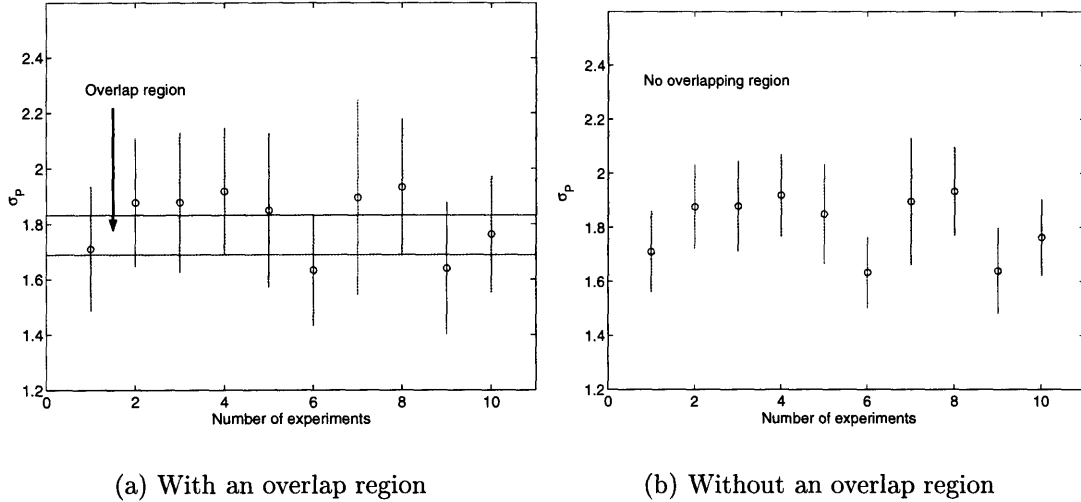 2.4
2.2
2
1.8
1.6
1.4
1.2
σP
Overlap region
0 2 4 6 8 10
Number of experiments
(a) With an overlap region
2.4
2.2
2
1.8
1.6
1.4
1.2
σP
No overlapping region
0 2 4 6 8 10
Number of experiments
(b) Without an overlap region